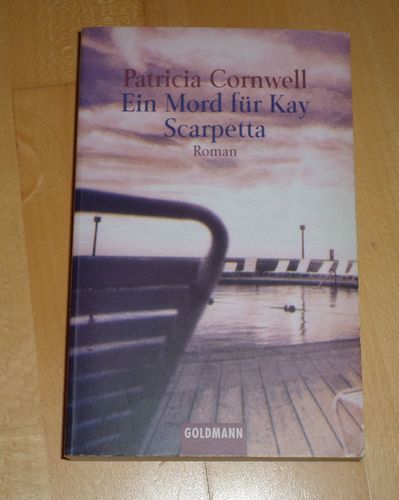 Patricia Cornwell
Ein Mord für Kay
Scarpetta
Roman
GOLDMANN